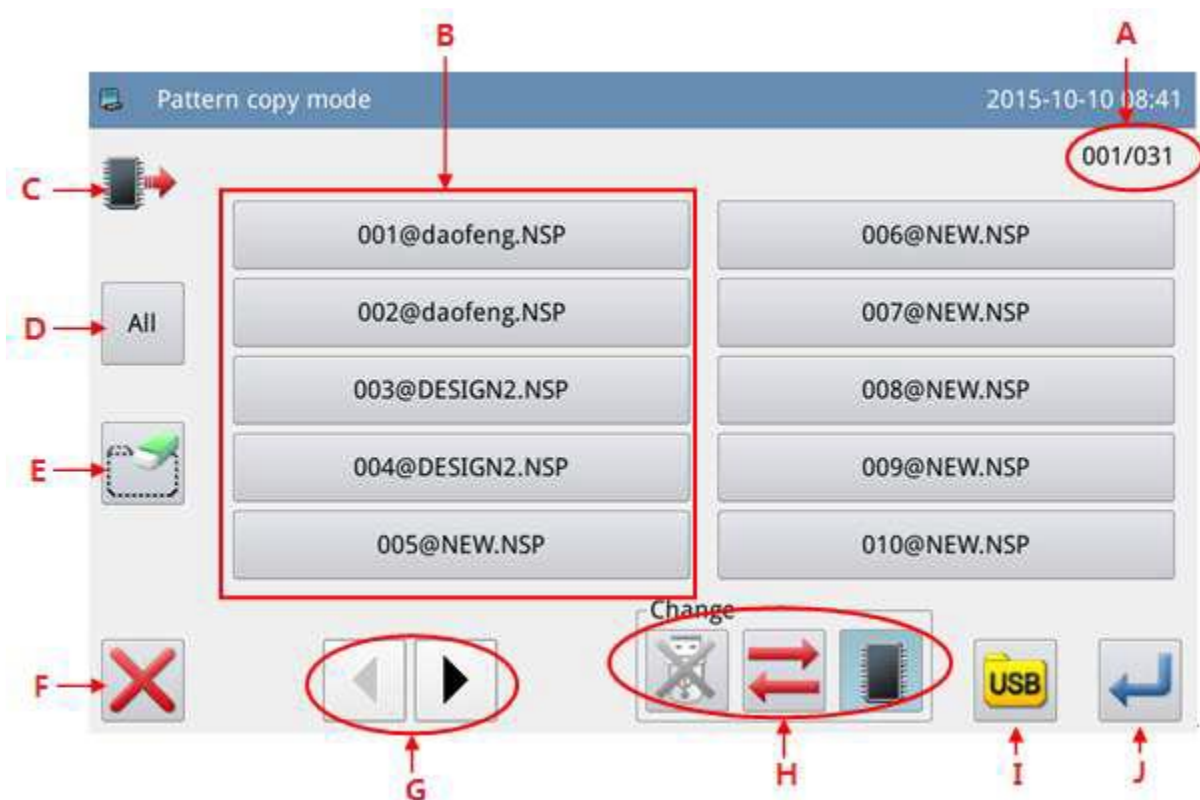 B
A
Pattern copy mode 2015-10-10 08:41
001/031
C
001@daofeng.NSP 006@NEW.NSP
D All 002@daofeng.NSP 007@NEW.NSP
003@DESIGN2.NSP 008@NEW.NSP
E 004@DESIGN2.NSP 009@NEW.NSP
005@NEW.NSP 010@NEW.NSP
Change
F USB
G H I J